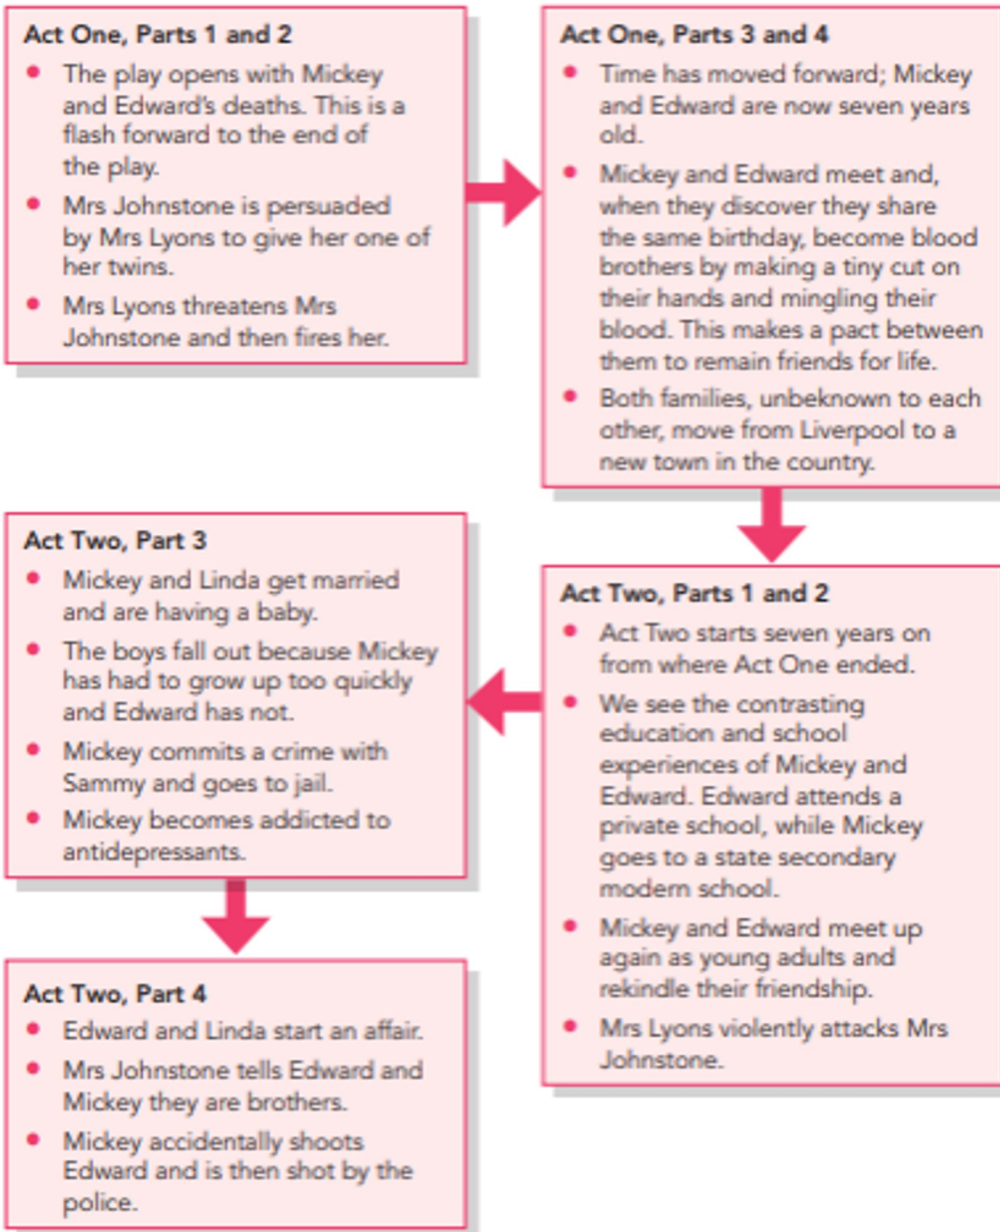 Act One, Parts 1 and 2
• The play opens with Mickey
and Edward's deaths. This is a
flash forward to the end of
the play.
• Mrs Johnstone is persuaded
by Mrs Lyons to give her one of
her twins.
• Mrs Lyons threatens Mrs
Johnstone and then fires her.
Act One, Parts 3 and 4
• Time has moved forward; Mickey
and Edward are now seven years
old.
• Mickey and Edward meet and,
when they discover they share
the same birthday, become blood
brothers by making a tiny cut on
their hands and mingling their
blood. This makes a pact between
them to remain friends for life.
• Both families, unbeknown to each
other, move from Liverpool to a
new town in the country.
Act Two, Parts 1 and 2
• Act Two starts seven years on
from where Act One ended.
• We see the contrasting
education and school
experiences of Mickey and
Edward. Edward attends a
private school, while Mickey
goes to a state secondary
modern school.
• Mickey and Edward meet up
again as young adults and
rekindle their friendship.
• Mrs Lyons violently attacks Mrs
Johnstone.
Act Two, Part 3
• Mickey and Linda get married
and are having a baby.
• The boys fall out because Mickey
has had to grow up too quickly
and Edward has not.
• Mickey commits a crime with
Sammy and goes to jail.
• Mickey becomes addicted to
antidepressants.
Act Two, Part 4
• Edward and Linda start an affair.
• Mrs Johnstone tells Edward and
Mickey they are brothers.
• Mickey accidentally shoots
Edward and is then shot by the
police.